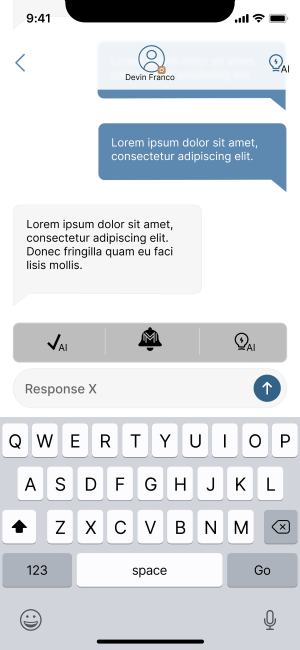 9:41
Devin Franco
AI
Lorem ipsum dolor sit amet,
consectetur adipiscing elit.
Lorem ipsum dolor sit amet,
consectetur adipiscing elit.
Donec fringilla quam eu faci
lisis mollis.
AI
M
AI
Response X
Q W E R T Y U I O P
A S D F G H J K L
Z X C V B N M
123 space Go